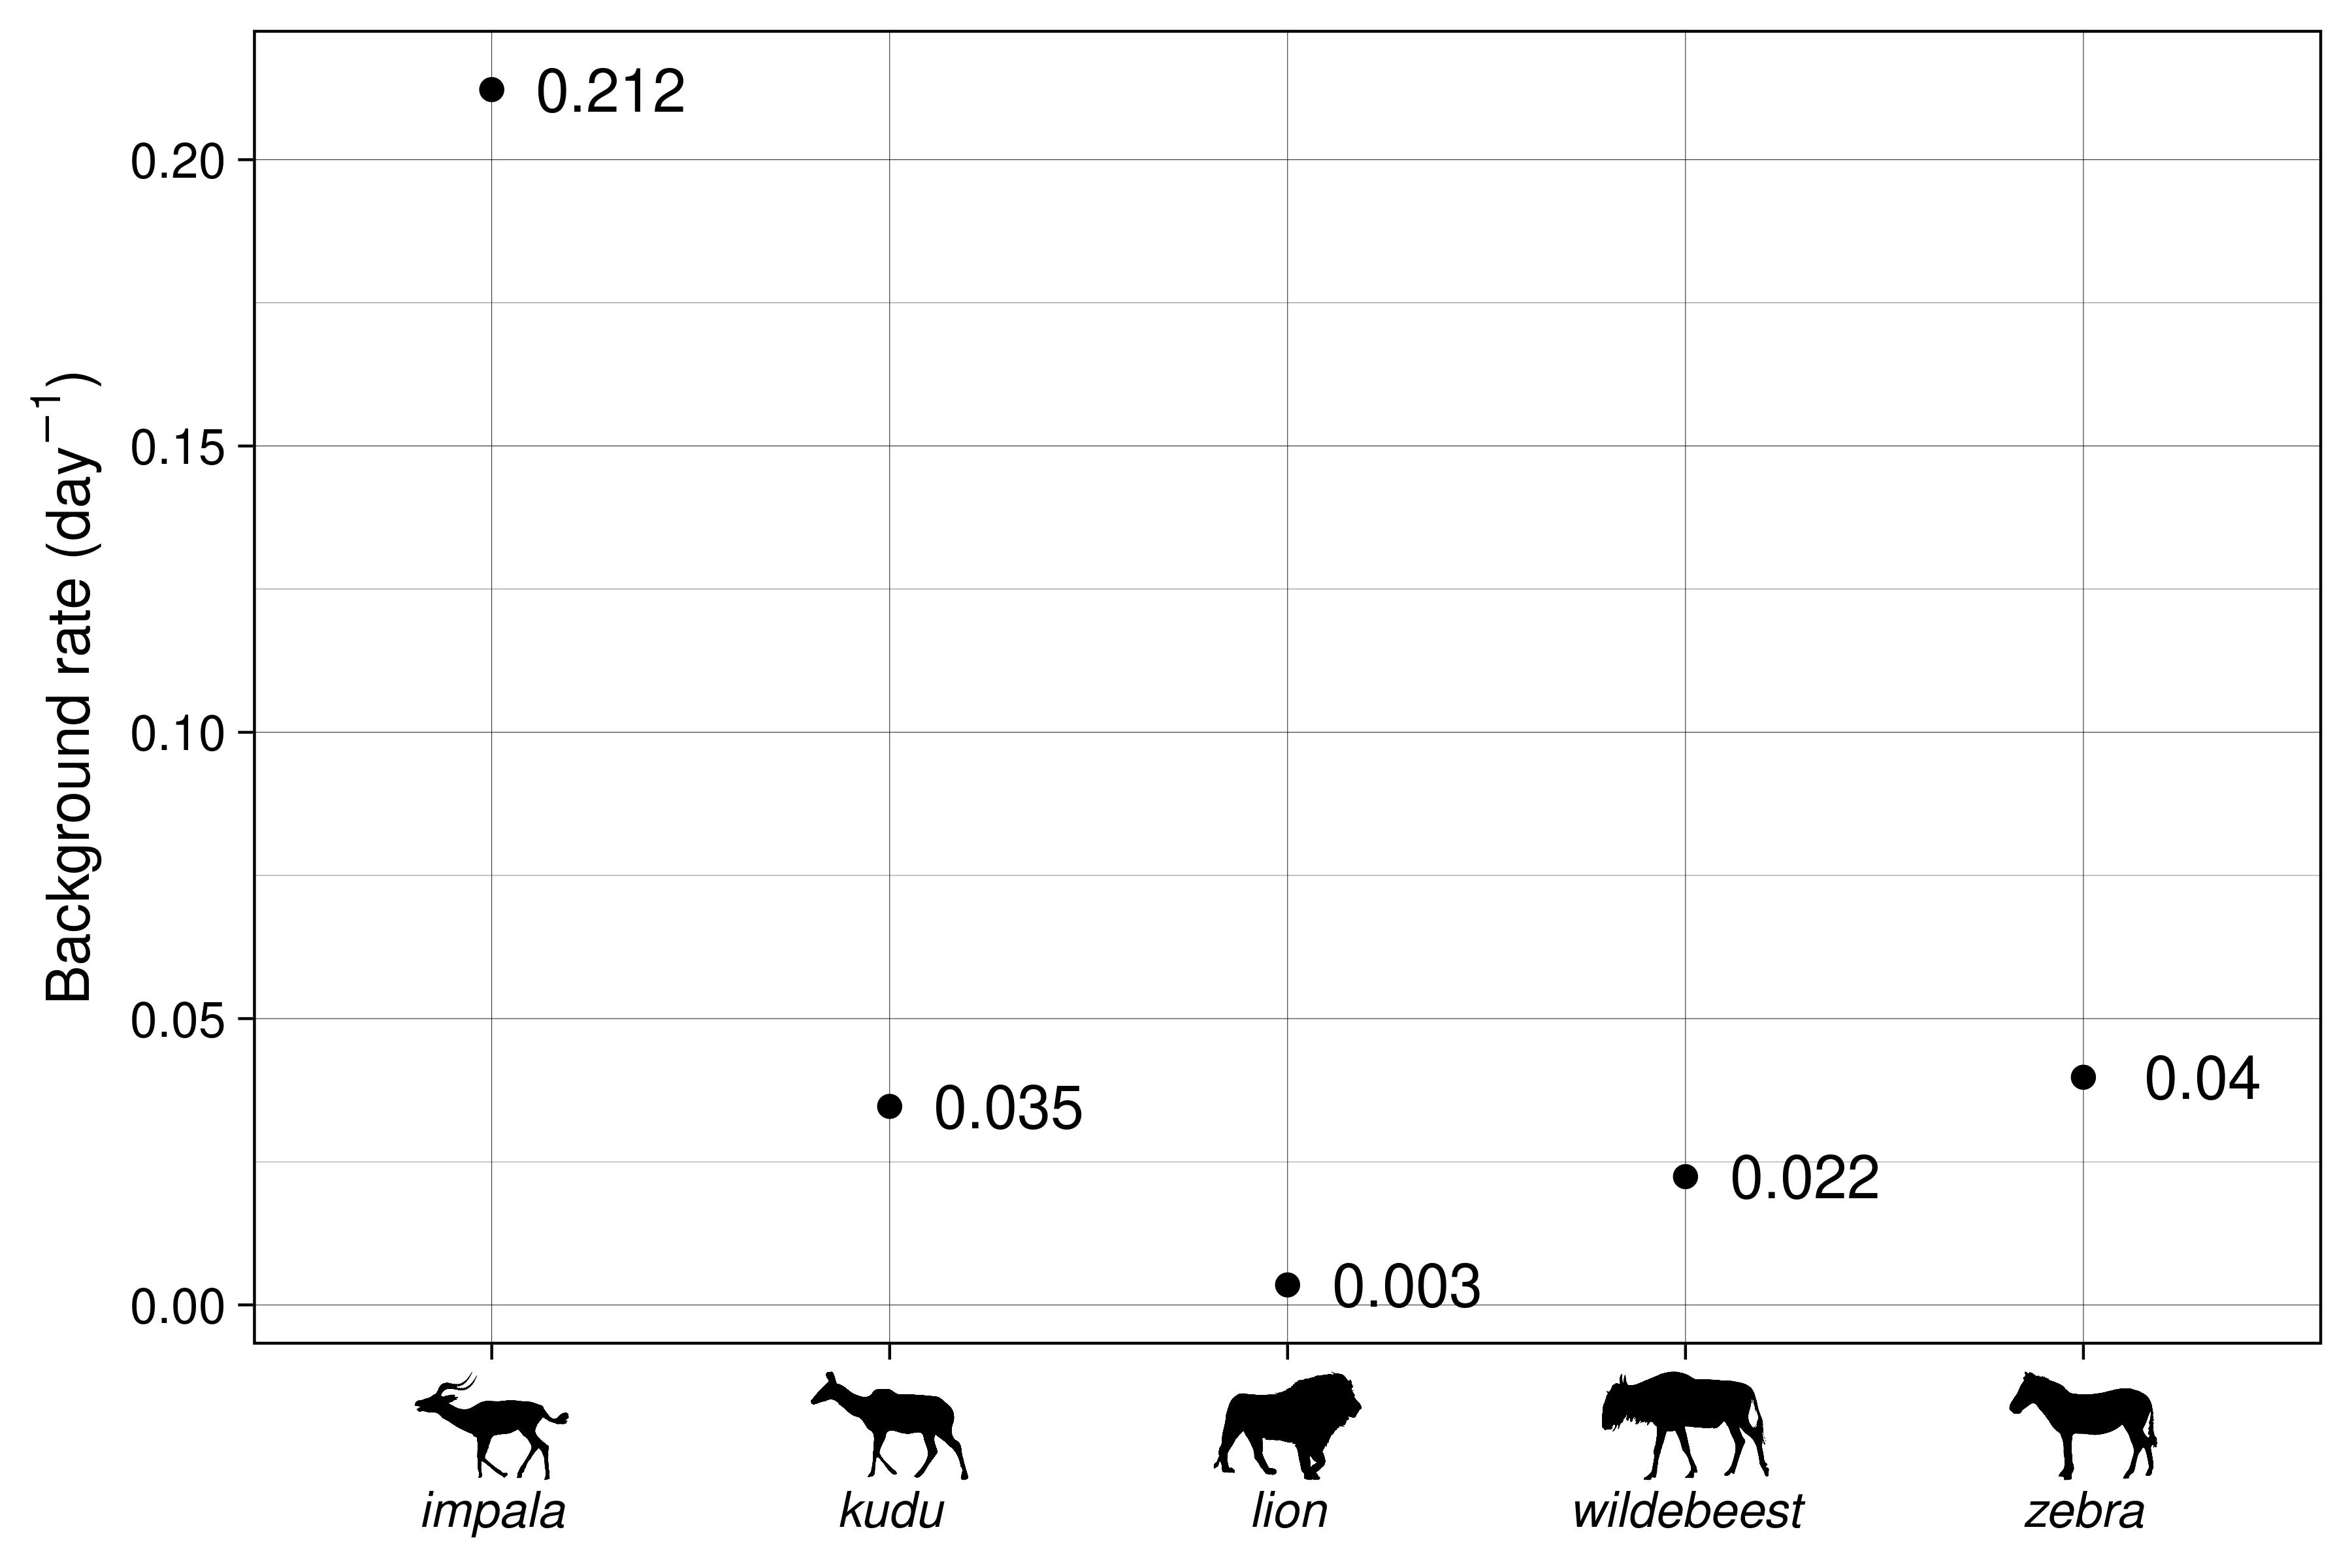 Background rate (day⁻¹)
0.20
0.15
0.10
0.05
0.00
0.212
0.035
0.003
0.022
0.04
impala
kudu
lion
wildebeest
zebra